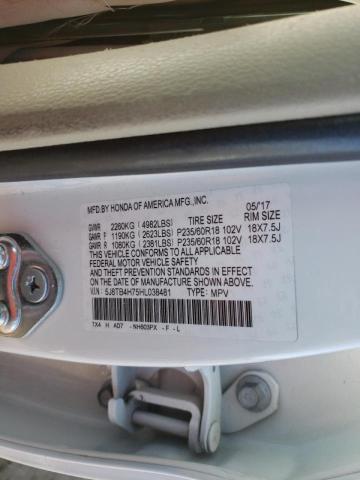 MFD.BY HONDA OF AMERICA MFG.,INC. 05/'17
GVWR 2260KG ( 4982LBS) TIRE SIZE RIM SIZE
GAWR F 1190KG ( 2623LBS) P235/60R18 102V 18X7.5J
GAWR R 1080KG ( 2381LBS) P235/60R18 102V 18X7.5J
THIS VEHICLE CONFORMS TO ALL APPLICABLE
FEDERAL MOTOR VEHICLE SAFETY
AND THEFT PREVENTION STANDARDS IN EFFECT
ON THE DATE OF MANUFACTURE SHOWN ABOVE.
V.I.N: 5J8TB4H75HL038481 TYPE: MPV
TX4 H AD7 - NH603PX - F - L